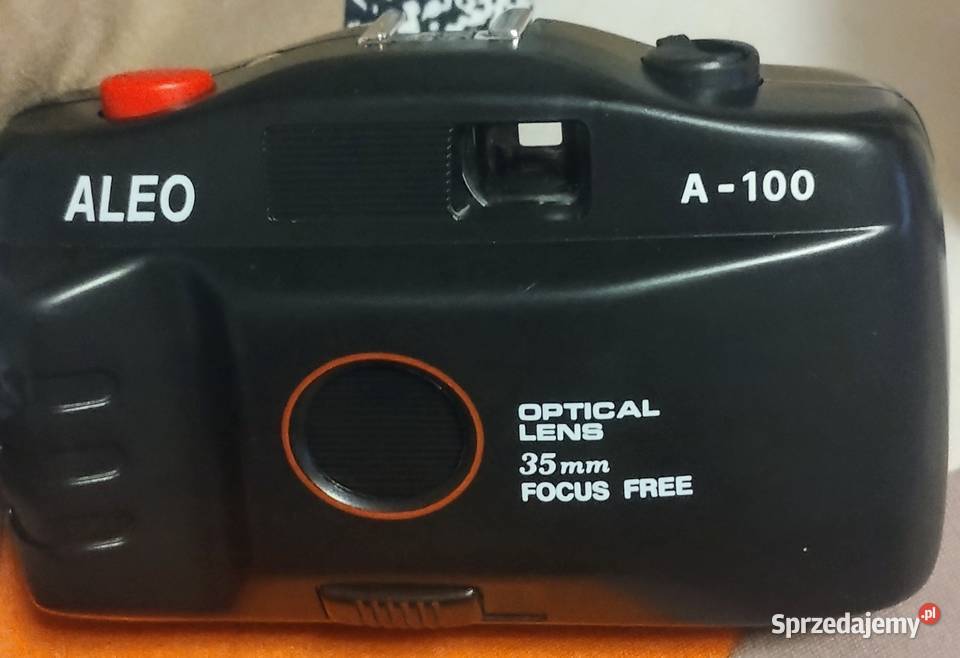 ALEO
A-100
OPTICAL
LENS
35mm
FOCUS FREE
Sprzedajemy.pl